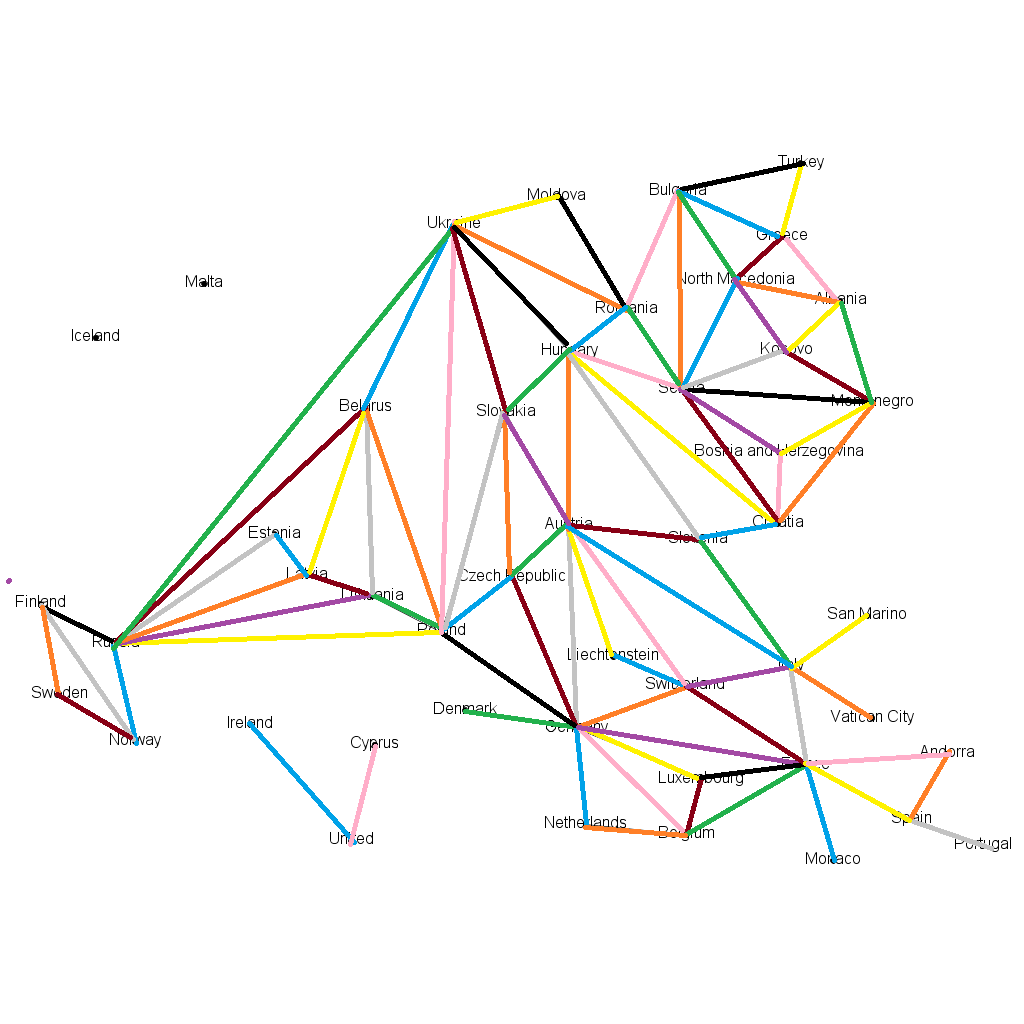 Turkey
Bulgaria
Moldova
Ukraine
Greece
North Macedonia
Malta
Albania
Romania
Iceland
Hungary
Kosovo
Serbia
Montenegro
Belarus
Slovakia
Bosnia and Herzegovina
Croatia
Austria
Estonia
Slovenia
Latvia
Czech Republic
Lithuania
Finland
San Marino
Poland
Russia
Liechtenstein
Italy
Switzerland
Sweden
Denmark
Vatican City
Ireland
Germany
Norway
Cyprus
Andorra
France
Luxembourg
Spain
Netherlands
Belgium
United
Portugal
Monaco